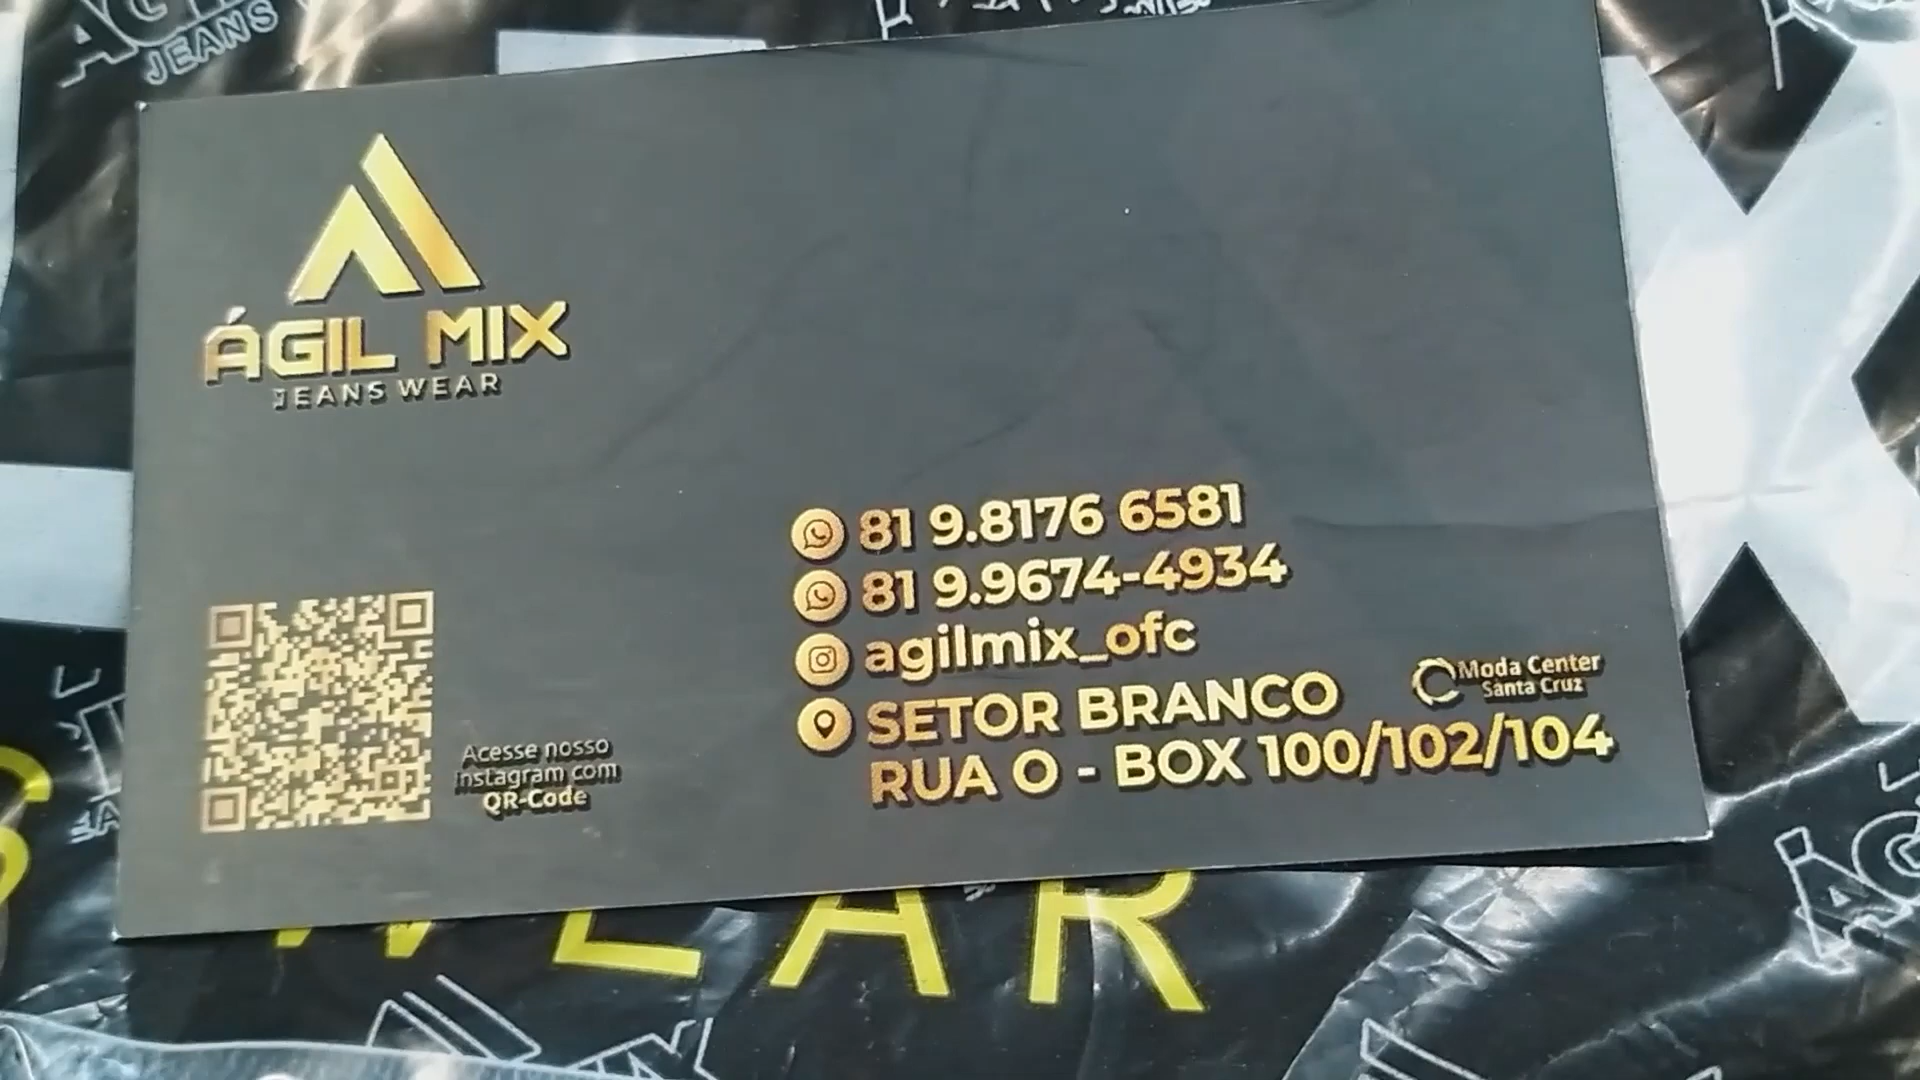 JEANS
ÁGIL MIX
JEANS WEAR
81 9.8176 6581
81 9.9674-4934
agilmix_ofc
SETOR BRANCO
RUA O - BOX 100/102/104
Moda Center
Santa Cruz
Acesse nosso
instagram com
QR-Code
WEAR